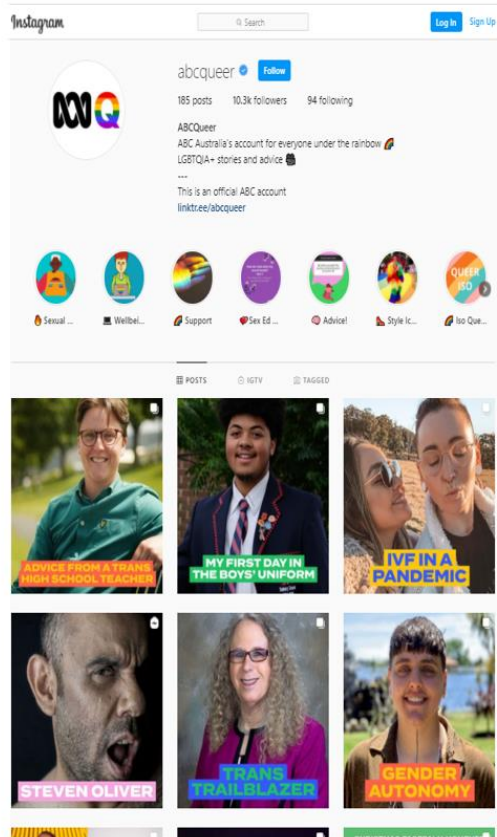 Instagram
Search
Log In
Sign Up
abcqueer
Follow
185 posts 10.3k followers 94 following
ABCQueer
ABC Australia's account for everyone under the rainbow 🌈
LGBTQIA+ stories and advice
---
This is an official ABC account
linktr.ee/abcqueer
QUEER
ISO
Sexual ...
Wellbei...
Support
Sex Ed
Advice!
Style Ic...
Iso Que...
POSTS
IGTV
TAGGED
ADVICE FROM A TRANS
HIGH SCHOOL TEACHER
MY FIRST DAY IN
THE BOYS' UNIFORM
IVF IN A
PANDEMIC
STEVEN OLIVER
TRANS
TRAILBLAZER
GENDER
AUTONOMY